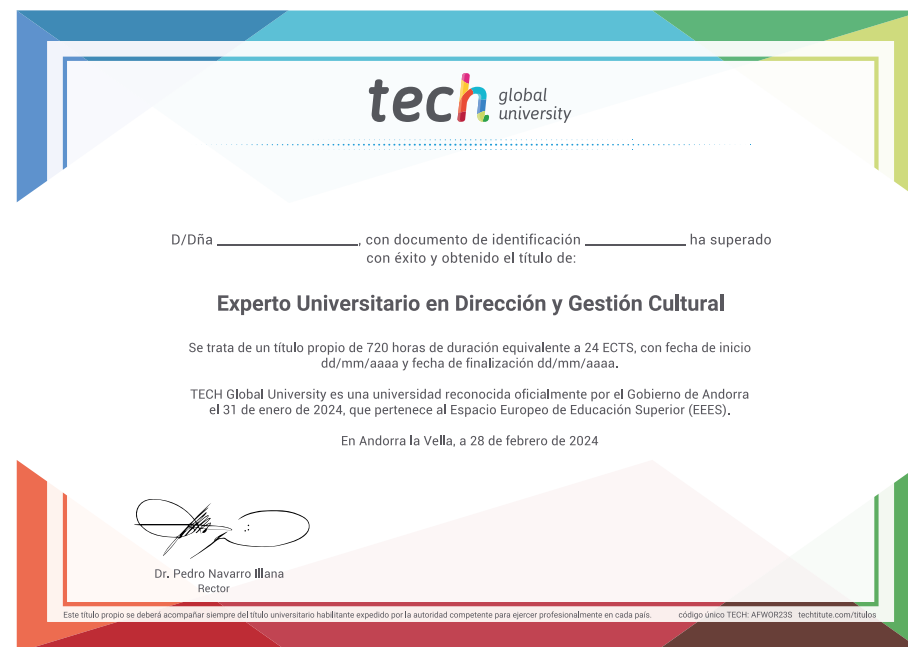 tech global university
D/Dña ______________, con documento de identificación ______________ ha superado
con éxito y obtenido el título de:
Experto Universitario en Dirección y Gestión Cultural
Se trata de un título propio de 720 horas de duración equivalente a 24 ECTS, con fecha de inicio
dd/mm/aaaa y fecha de finalización dd/mm/aaaa.
TECH Global University es una universidad reconocida oficialmente por el Gobierno de Andorra
el 31 de enero de 2024, que pertenece al Espacio Europeo de Educación Superior (EEES).
En Andorra la Vella, a 28 de febrero de 2024
Dr. Pedro Navarro Illana
Rector
Este título propio se deberá acompañar siempre del título universitario habilitante expedido por la autoridad competente para ejercer profesionalmente en cada país. código único TECH: AFWOR23S techtitute.com/titulos